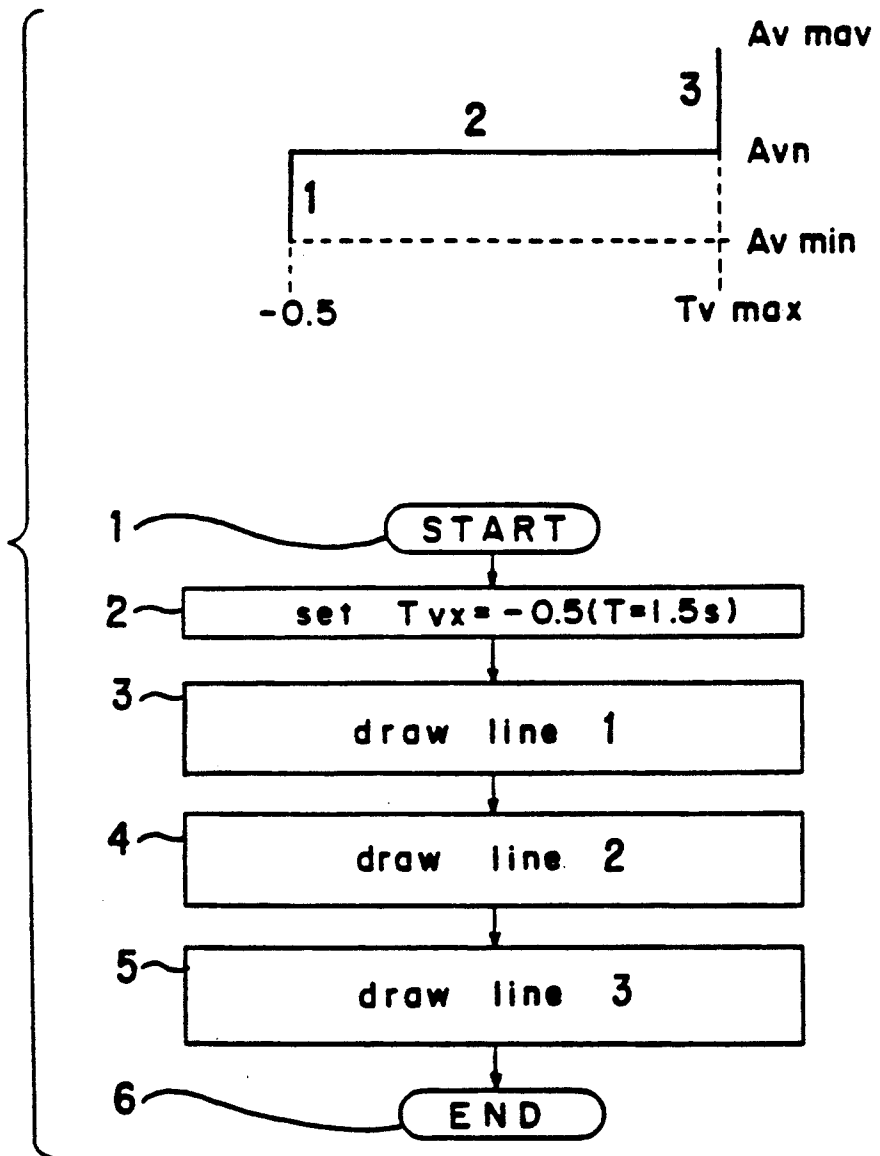 Av mav
3
2
Avn
1
Av min
-0.5
Tv max
1
START
2
set Tvx=-0.5(T=1.5s)
3
draw line 1
4
draw line 2
5
draw line 3
6
END